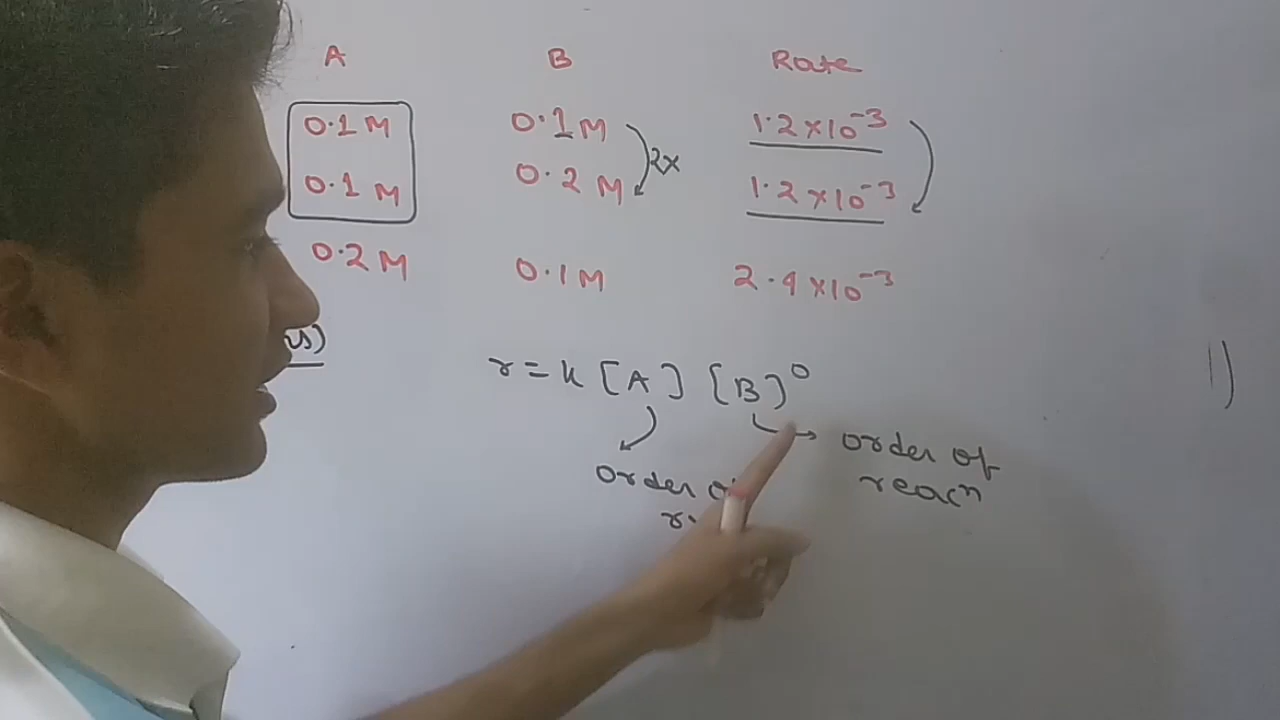 A B Rate
0.1 M 0.1 M 1.2×10⁻³
2x
0.1 M 0.2 M 1.2×10⁻³
0.2 M 0.1 M 2.4×10⁻³
r = k [A] [B]⁰
1)
order of
reacⁿ
order